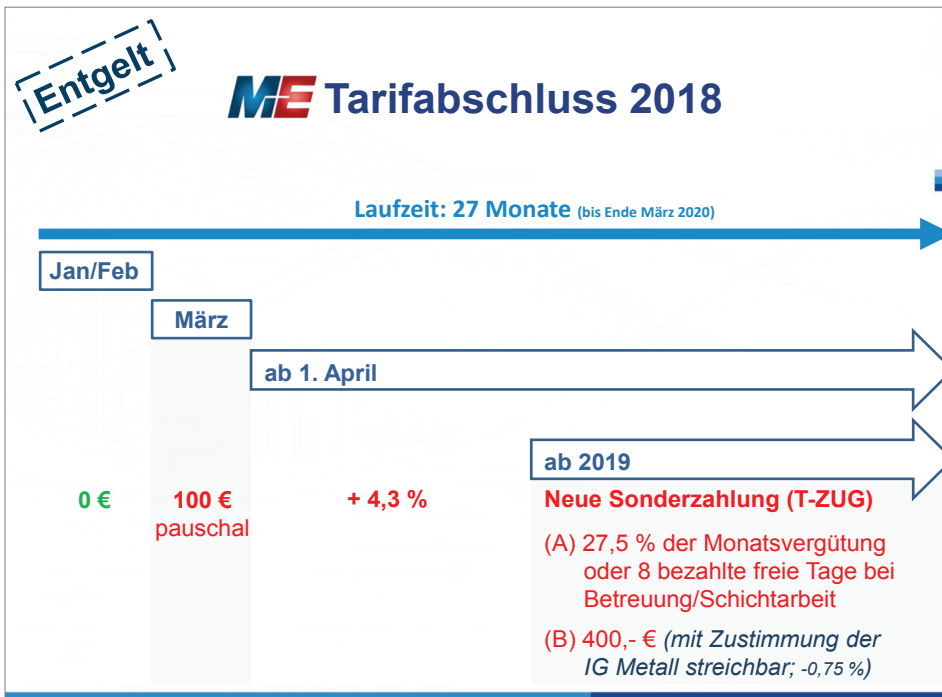 Entgelt
M+E Tarifabschluss 2018
Laufzeit: 27 Monate (bis Ende März 2020)
Jan/Feb
März
ab 1. April
ab 2019
0 €
100 €
pauschal
+ 4,3 %
Neue Sonderzahlung (T-ZUG)
(A) 27,5 % der Monatsvergütung
oder 8 bezahlte freie Tage bei
Betreuung/Schichtarbeit
(B) 400,- € (mit Zustimmung der
IG Metall streichbar; -0,75 %)